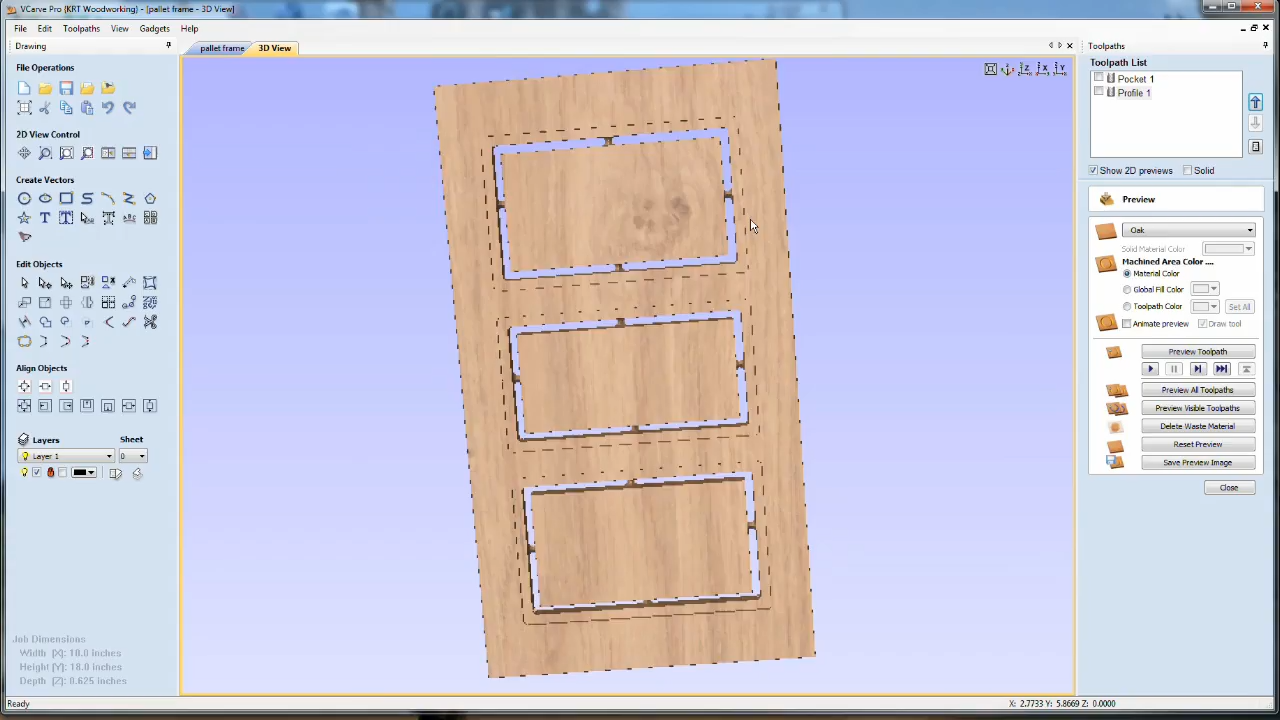 VCarve Pro {KRT Woodworking} - [pallet frame - 3D View]
File Edit Toolpaths View Gadgets Help
Drawing
File Operations
2D View Control
Create Vectors
Edit Objects
Align Objects
Layers Sheet
Layer 1 0
Job Dimensions
Width (X): 10.0 inches
Height (Y): 18.0 inches
Depth (Z): 0.625 inches
Ready
pallet frame 3D View
Z X Y
Toolpaths
Toolpath List
Pocket 1
Profile 1
Show 2D previews Solid
Preview
Oak
Solid Material Color
Machined Area Color ....
Material Color
Global Fill Color
Toolpath Color Set All
Animate preview Draw tool
Preview Toolpath
Preview All Toolpaths
Preview Visible Toolpaths
Delete Waste Material
Reset Preview
Save Preview Image
Close
X: 2.7733 Y: 5.8669 Z: 0.0000